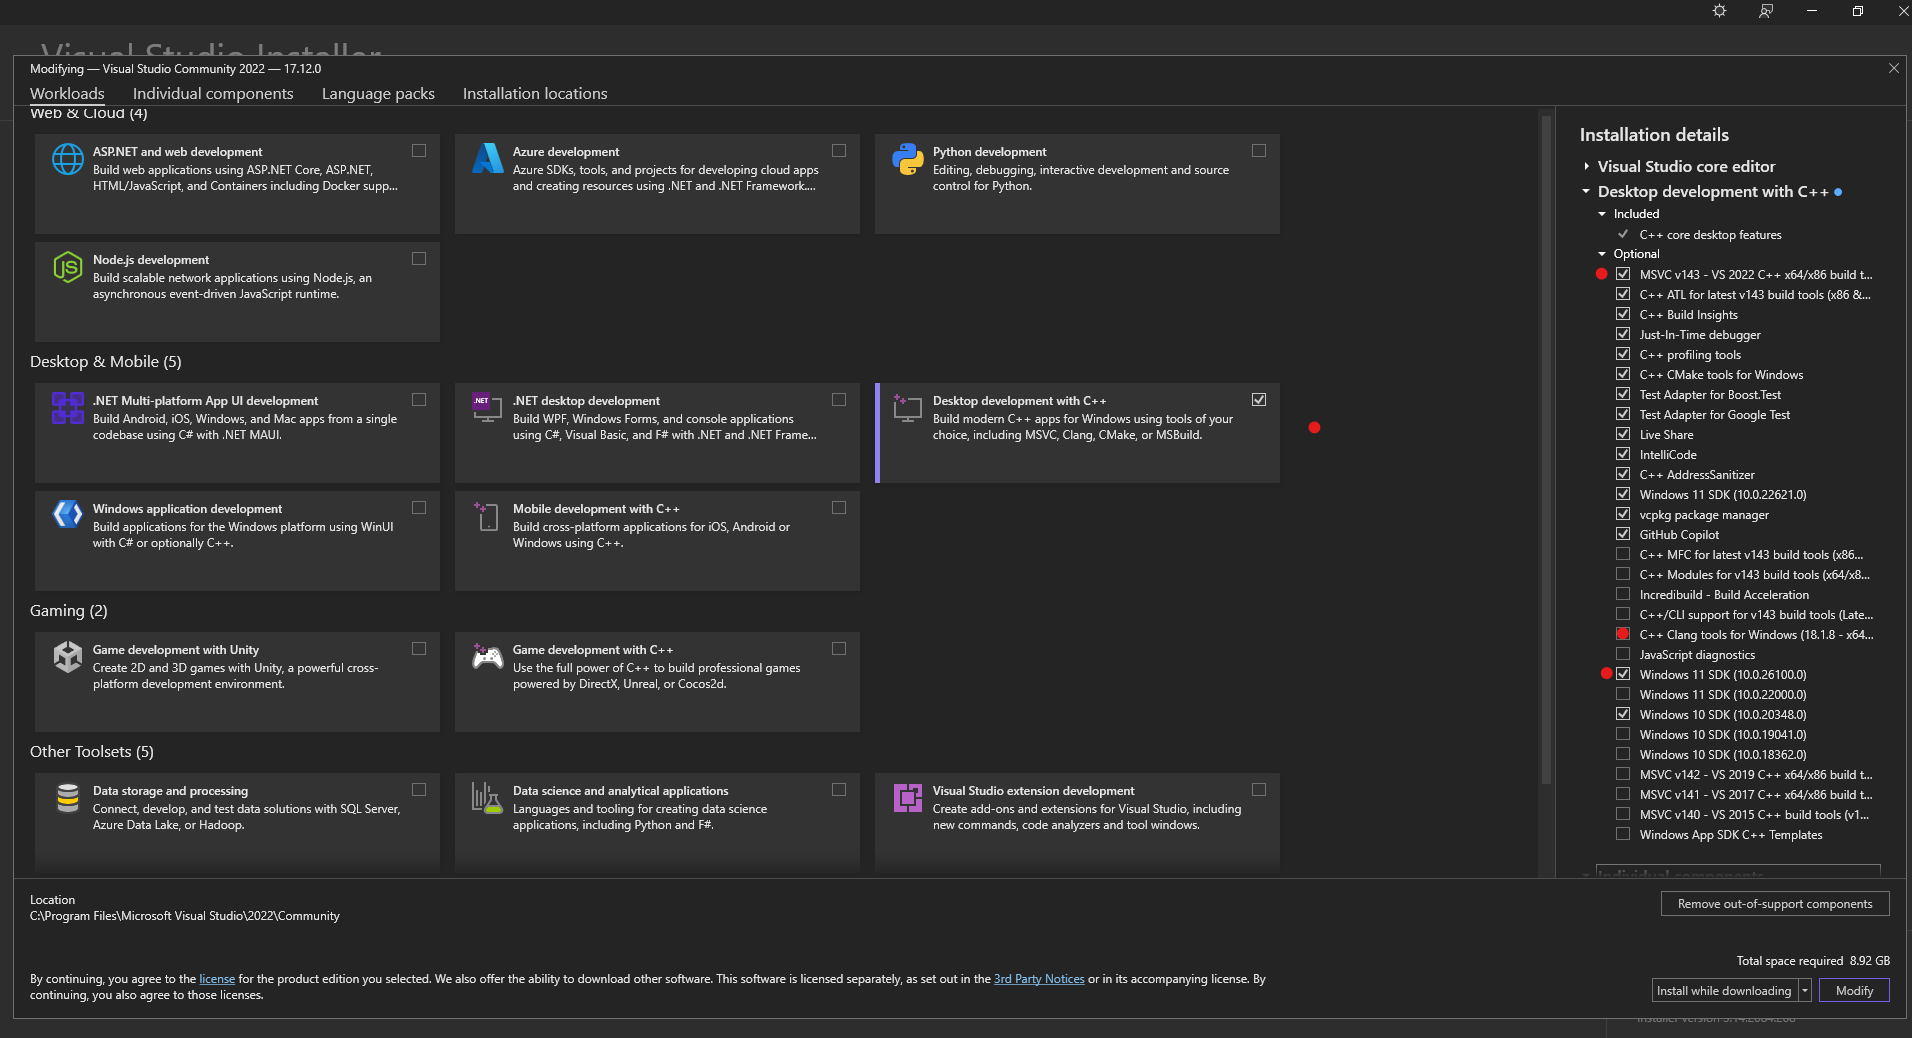 Visual Studio Installer
Modifying — Visual Studio Community 2022 — 17.12.0
Workloads
Individual components
Language packs
Installation locations
Web & Cloud (4)
ASP.NET and web development
Build web applications using ASP.NET Core, ASP.NET,
HTML/JavaScript, and Containers including Docker supp...
Azure development
Azure SDKs, tools, and projects for developing cloud apps
and creating resources using .NET and .NET Framework....
Python development
Editing, debugging, interactive development and source
control for Python.
Node.js development
Build scalable network applications using Node.js, an
asynchronous event-driven JavaScript runtime.
Desktop & Mobile (5)
.NET Multi-platform App UI development
Build Android, iOS, Windows, and Mac apps from a single
codebase using C# with .NET MAUI.
.NET
.NET desktop development
Build WPF, Windows Forms, and console applications
using C#, Visual Basic, and F# with .NET and .NET Frame...
Desktop development with C++
Build modern C++ apps for Windows using tools of your
choice, including MSVC, Clang, CMake, or MSBuild.
Windows application development
Build applications for the Windows platform using WinUI
with C# or optionally C++.
Mobile development with C++
Build cross-platform applications for iOS, Android or
Windows using C++.
Gaming (2)
Game development with Unity
Create 2D and 3D games with Unity, a powerful cross-
platform development environment.
Game development with C++
Use the full power of C++ to build professional games
powered by DirectX, Unreal, or Cocos2d.
Other Toolsets (5)
Data storage and processing
Connect, develop, and test data solutions with SQL Server,
Azure Data Lake, or Hadoop.
Data science and analytical applications
Languages and tooling for creating data science
applications, including Python and F#.
Visual Studio extension development
Create add-ons and extensions for Visual Studio, including
new commands, code analyzers and tool windows.
Installation details
Visual Studio core editor
Desktop development with C++
Included
C++ core desktop features
Optional
MSVC v143 - VS 2022 C++ x64/x86 build t...
C++ ATL for latest v143 build tools (x86 &...
C++ Build Insights
Just-In-Time debugger
C++ profiling tools
C++ CMake tools for Windows
Test Adapter for Boost.Test
Test Adapter for Google Test
Live Share
IntelliCode
C++ AddressSanitizer
Windows 11 SDK (10.0.22621.0)
vcpkg package manager
GitHub Copilot
C++ MFC for latest v143 build tools (x86...
C++ Modules for v143 build tools (x64/x8...
Incredibuild - Build Acceleration
C++/CLI support for v143 build tools (Late...
C++ Clang tools for Windows (18.1.8 - x64...
JavaScript diagnostics
Windows 11 SDK (10.0.26100.0)
Windows 11 SDK (10.0.22000.0)
Windows 10 SDK (10.0.20348.0)
Windows 10 SDK (10.0.19041.0)
Windows 10 SDK (10.0.18362.0)
MSVC v142 - VS 2019 C++ x64/x86 build t...
MSVC v141 - VS 2017 C++ x64/x86 build t...
MSVC v140 - VS 2015 C++ build tools (v1...
Windows App SDK C++ Templates
Individual components
Location
C:\Program Files\Microsoft Visual Studio\2022\Community
Remove out-of-support components
Total space required 8.92 GB
By continuing, you agree to the license for the product edition you selected. We also offer the ability to download other software. This software is licensed separately, as set out in the 3rd Party Notices or in its accompanying license. By
continuing, you also agree to those licenses.
Install while downloading
Modify
Installer version